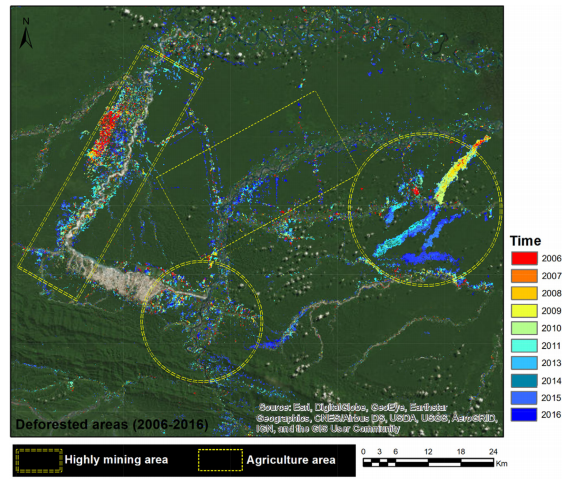 N
Time
2006
2007
2008
2009
2010
2011
2013
2014
2015
2016
Source: Esri, DigitalGlobe, GeoEye, Earthstar
Geographics, CNES/Airbus DS, USDA, USGS, AeroGRID,
IGN, and the GIS User Community
Deforested areas (2006-2016)
Highly mining area
Agriculture area
0 3 6 12 18 24
Km